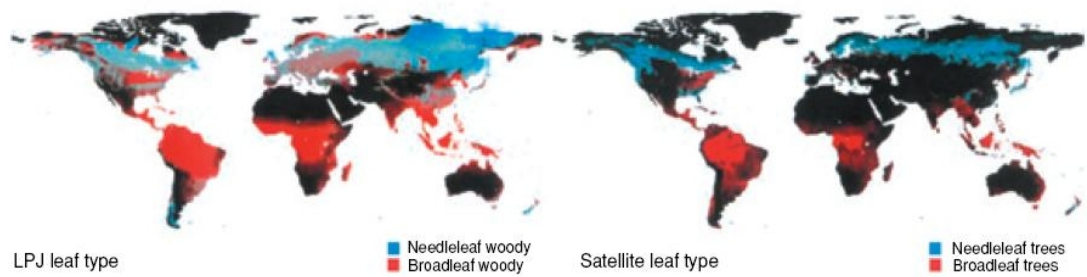 LPJ leaf type
Needleleaf woody
Broadleaf woody
Satellite leaf type
Needleleaf trees
Broadleaf trees